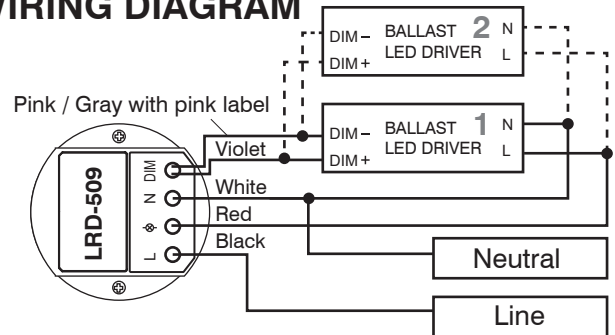 WIRING DIAGRAM
DIM– BALLAST 2 N
DIM+ LED DRIVER L
Pink / Gray with pink label
DIM– BALLAST 1 N
DIM+ LED DRIVER L
Violet
White
Red
Black
LRD-509
DIM
N
L
Neutral
Line